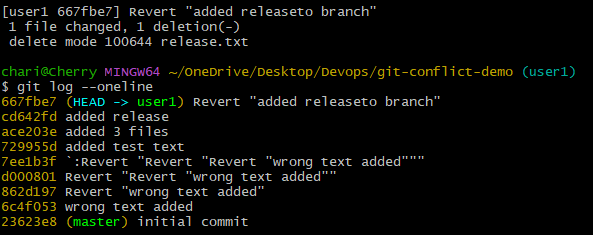 [user1 667fbe7] Revert "added releaseto branch"
 1 file changed, 1 deletion(-)
 delete mode 100644 release.txt
chari@Cherry MINGW64 ~/OneDrive/Desktop/Devops/git-conflict-demo (user1)
$ git log --oneline
667fbe7 (HEAD -> user1) Revert "added releaseto branch"
cd642fd added release
ace203e added 3 files
729955d added test text
7ee1b3f `:Revert "Revert "Revert "wrong text added"""
d000801 Revert "Revert "wrong text added""
862d197 Revert "wrong text added"
6c4f053 wrong text added
23623e8 (master) initial commit